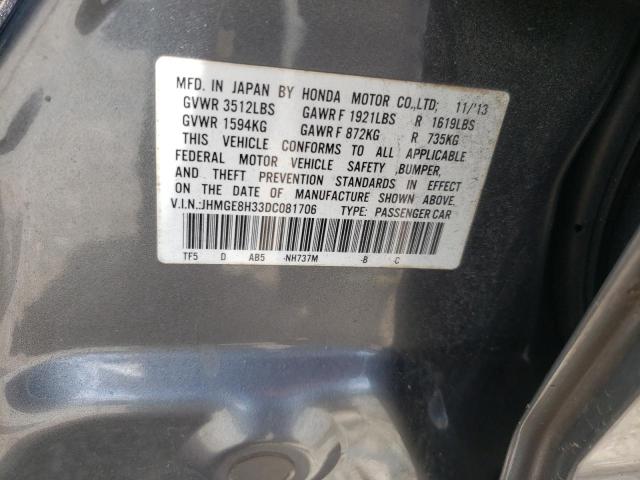 MFD. IN JAPAN BY HONDA MOTOR CO.,LTD; 11/'13
GVWR 3512LBS GAWR F 1921LBS R 1619LBS
GVWR 1594KG GAWR F 872KG R 735KG
THIS VEHICLE CONFORMS TO ALL APPLICABLE
FEDERAL MOTOR VEHICLE SAFETY ,BUMPER,
AND THEFT PREVENTION STANDARDS IN EFFECT
ON THE DATE OF MANUFACTURE SHOWN ABOVE.
V.I.N.:JHMGE8H33DC081706 TYPE: PASSENGER CAR
TF5 D AB5 -NH737M -B -C